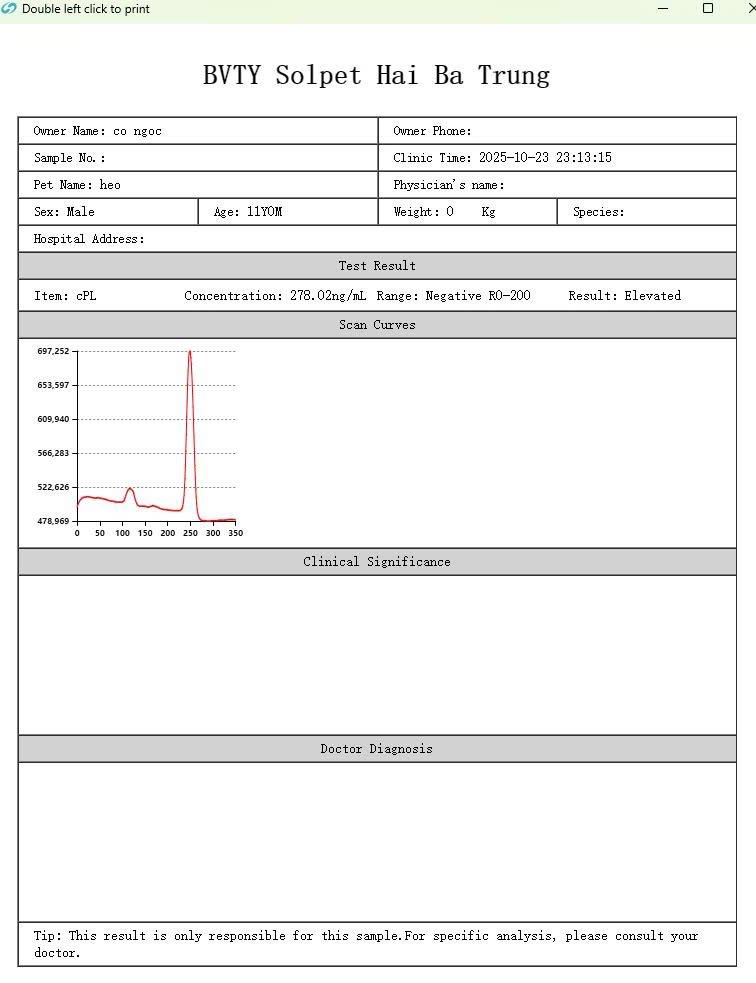 Double left click to print
BVTY Solpet Hai Ba Trung
Owner Name: co ngoc
Owner Phone:
Sample No.:
Clinic Time: 2025-10-23 23:13:15
Pet Name: heo
Physician's name:
Sex: Male
Age: 11Y0M
Weight: 0 Kg
Species:
Hospital Address:
Test Result
Item: cPL Concentration: 278.02ng/mL Range: Negative R0-200 Result: Elevated
Scan Curves
697,252
653,597
609,940
566,283
522,626
478,969
0 50 100 150 200 250 300 350
Clinical Significance
Doctor Diagnosis
Tip: This result is only responsible for this sample.For specific analysis, please consult your
doctor.